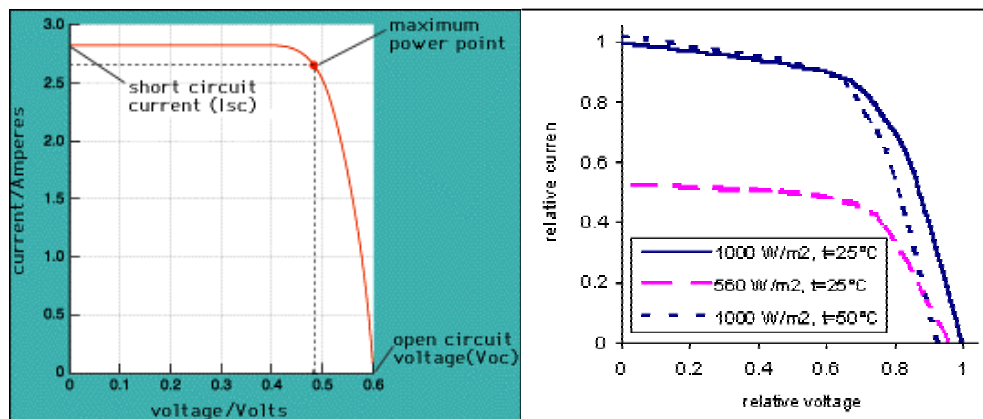 3.0
2.5
2.0
1.5
1.0
0.5
0
maximum
power point
short circuit
current (Isc)
open circuit
voltage(Voc)
0
0.1
0.2
0.3
0.4
0.5
0.6
current/Amperes
voltage/Volts
1
0.8
0.6
0.4
0.2
0
relative curren
1000 W/m2, t=25°C
560 W/m2, t=25°C
1000 W/m2, t=50°C
0
0.2
0.4
0.6
0.8
1
relative voltage